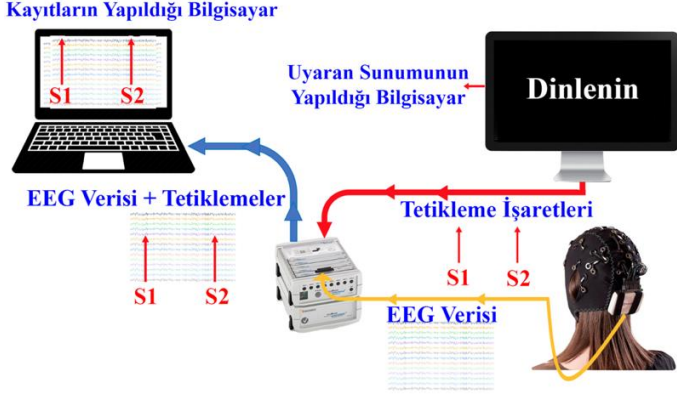 Kayıtların Yapıldığı Bilgisayar
S1 S2
Uyaran Sunumunun
Yapıldığı Bilgisayar
Dinlenin
EEG Verisi + Tetiklemeler
S1 S2
Tetikleme İşaretleri
S1 S2
EEG Verisi